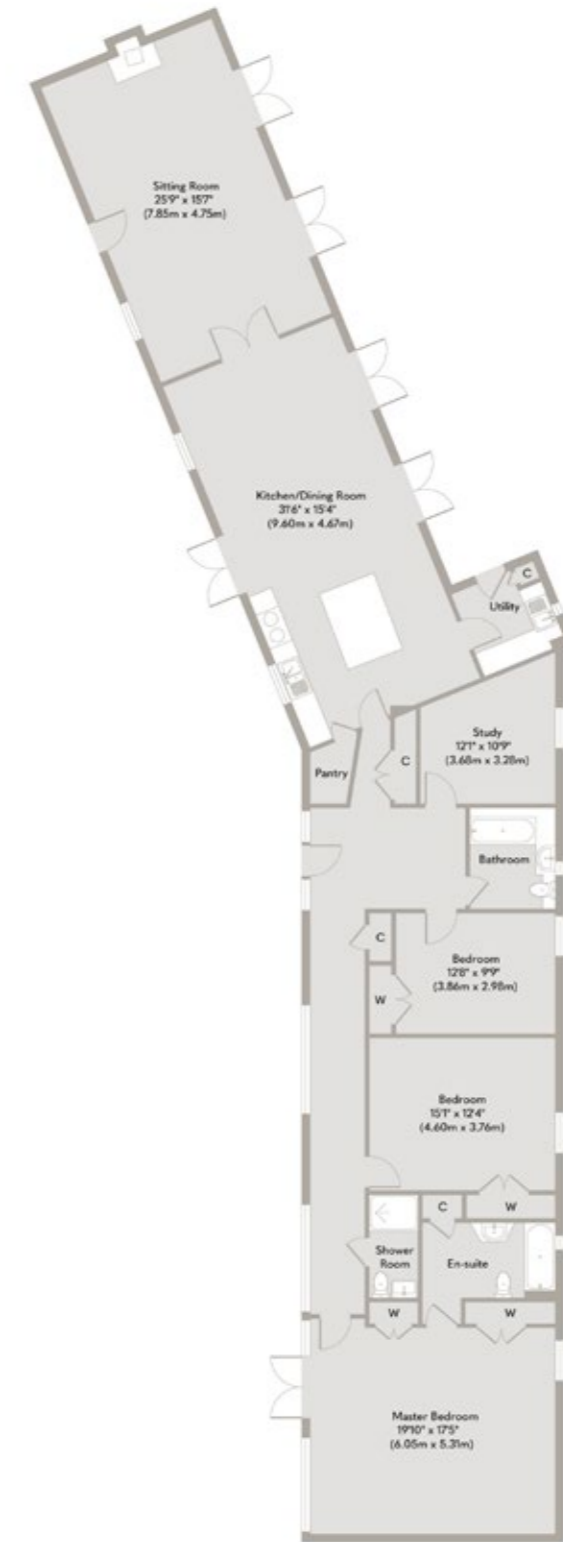 Sitting Room
25'9" x 15'7"
(7.85m x 4.75m)
Kitchen/Dining Room
31'6" x 15'4"
(9.60m x 4.67m)
C
Utility
Study
12'1" x 10'9"
(3.68m x 3.28m)
C
Pantry
Bathroom
C
Bedroom
12'8" x 9'9"
(3.86m x 2.98m)
W
Bedroom
15'1" x 12'4"
(4.60m x 3.76m)
C
W
Shower
Room
En-suite
W
W
Master Bedroom
19'10" x 17'5"
(6.05m x 5.31m)